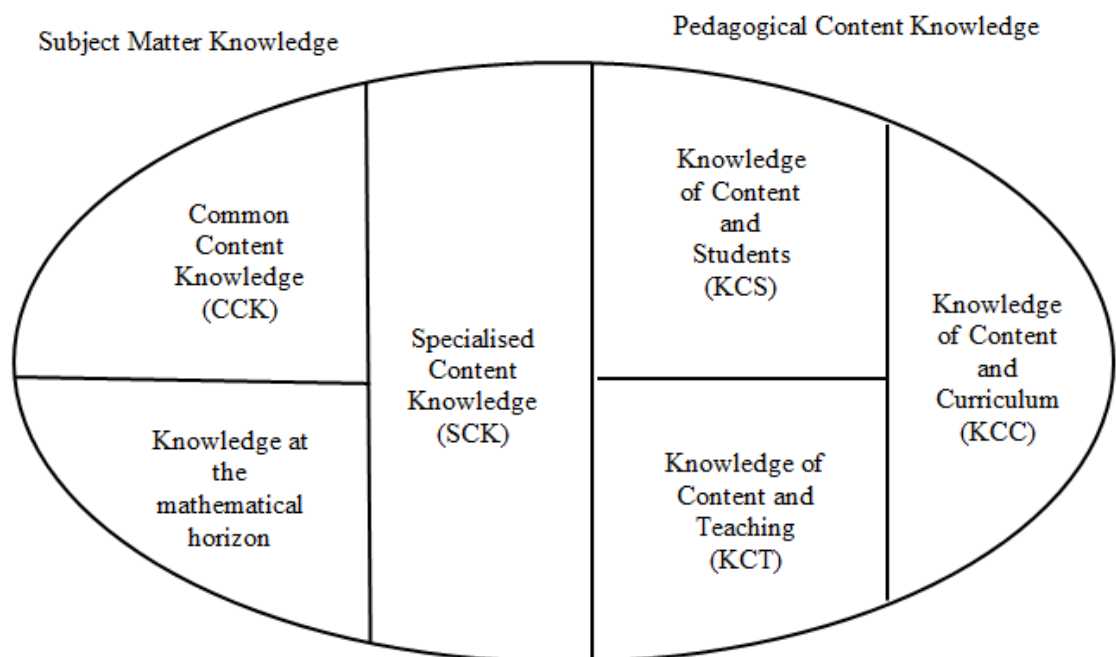 Subject Matter Knowledge
Pedagogical Content Knowledge
Common
Content
Knowledge
(CCK)
Knowledge at
the
mathematical
horizon
Specialised
Content
Knowledge
(SCK)
Knowledge
of Content
and
Students
(KCS)
Knowledge of
Content and
Teaching
(KCT)
Knowledge
of Content
and
Curriculum
(KCC)